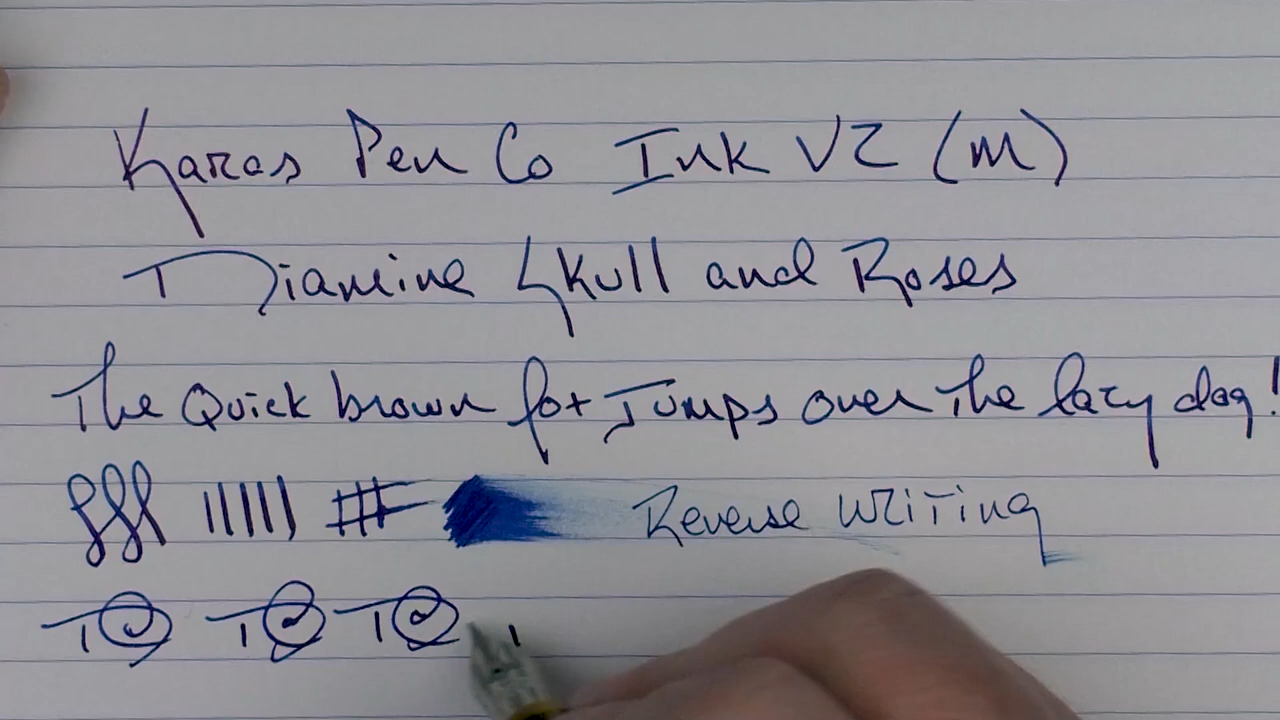 Karas Pen Co Ink V2 (M)
Diamine Skull and Roses
The Quick brown fox Jumps over The lazy dog!
Reverse Writing